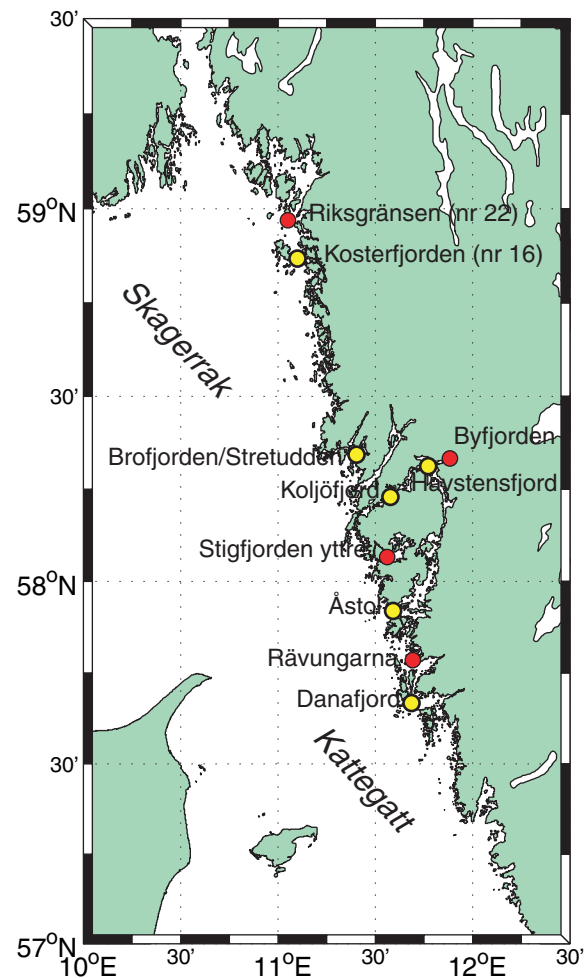 30’
59°N
Riksgränsen (nr 22)
Kosterfjorden (nr 16)
Skagerrak
30’
Byfjorden
Brofjorden/Stretudden
Havstensfjord
Koljöfjord
Stigfjorden yttre
58°N
Åstol
Rävungarna
Danafjord
Kattegatt
30’
57°N
10°E 30’ 11°E 30’ 12°E 30’